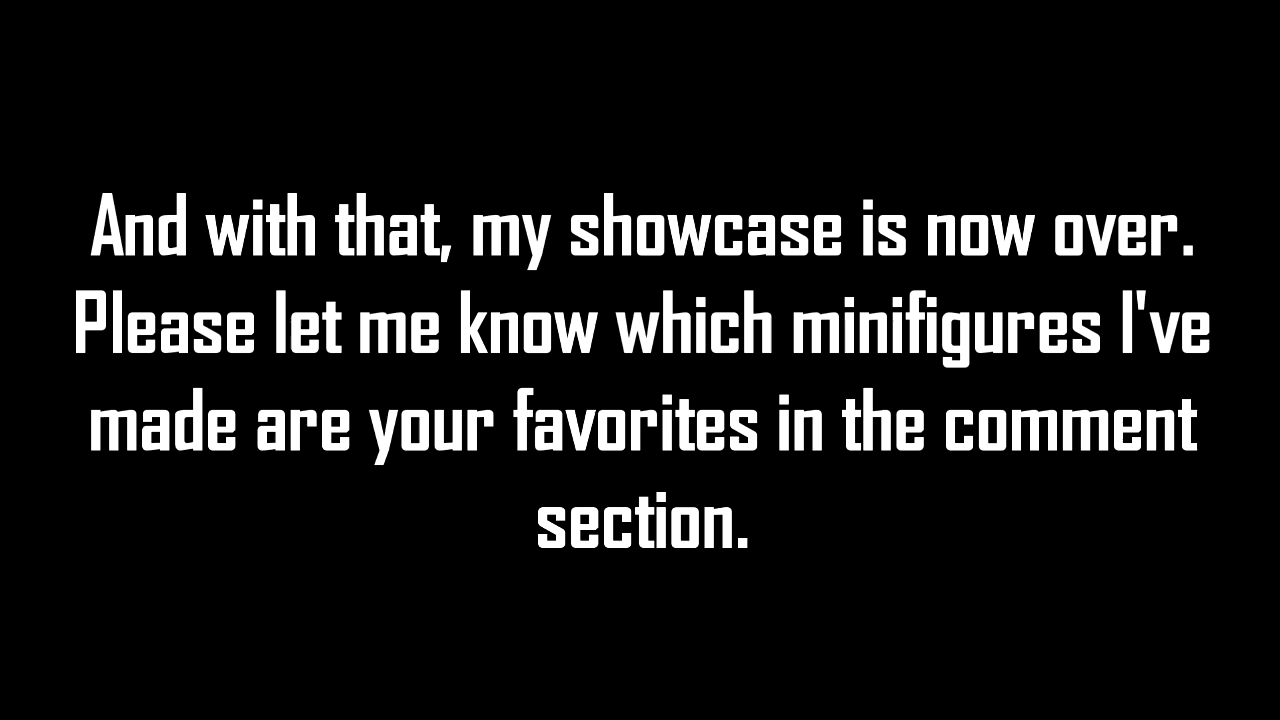 And with that, my showcase is now over.
Please let me know which minifigures I've
made are your favorites in the comment
section.